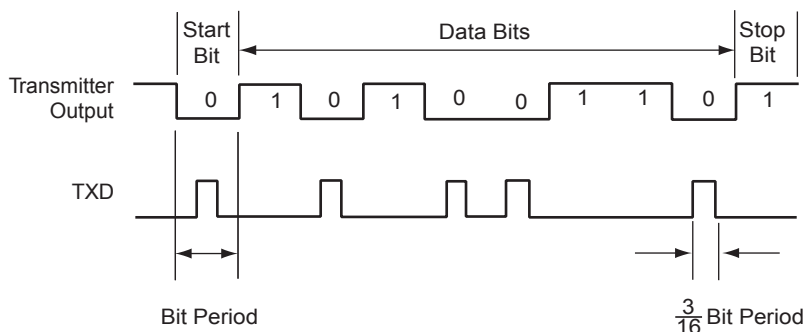 Start
Bit
Data Bits
Stop
Bit
Transmitter
Output
0 1 0 1 0 0 1 1 0 1
TXD
Bit Period
3
16 Bit Period